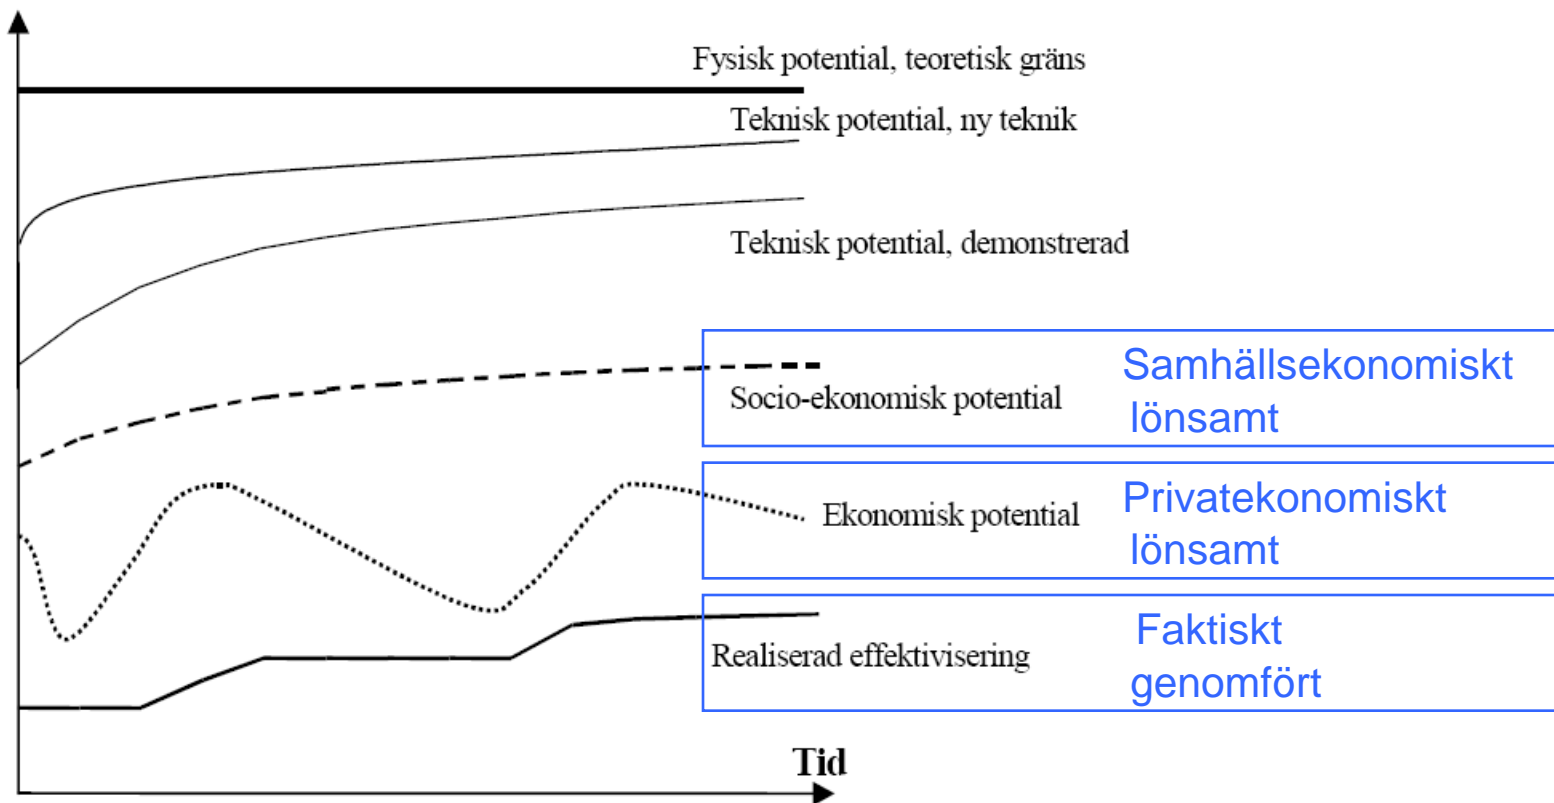 Fysisk potential, teoretisk gräns
Teknisk potential, ny teknik
Teknisk potential, demonstrerad
Socio-ekonomisk potential
Samhällsekonomiskt
lönsamt
Ekonomisk potential
Privatekonomiskt
lönsamt
Realiserad effektivisering
Faktiskt
genomfört
Tid